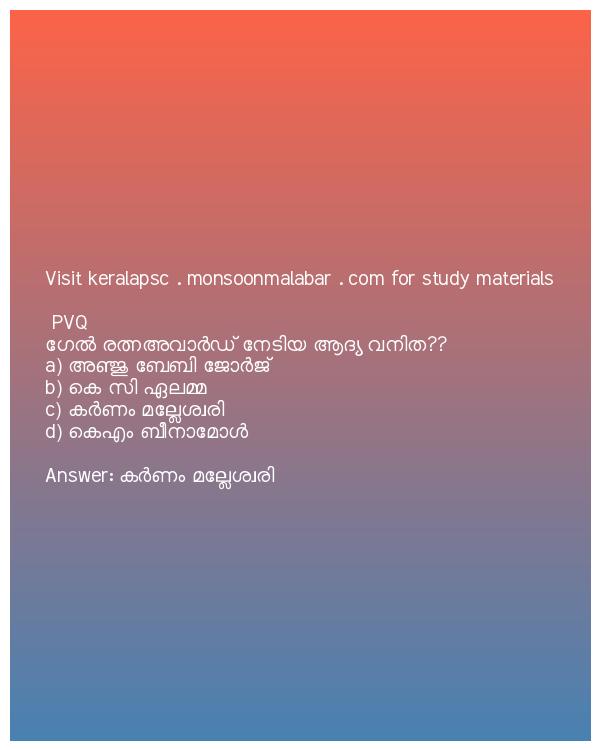 Visit keralapsc . monsoonmalabar . com for study materials
PVQ
ഗേൽ രത്നഅവാർഡ് നേടിയ ആദ്യ വനിത??
a) അഞ്ജു ബേബി ജോർജ്
b) കെ സി ഏലമ്മ
c) കർണം മല്ലേശ്വരി
d) കെഎം ബീനാമോൾ
Answer: കർണം മല്ലേശ്വരി